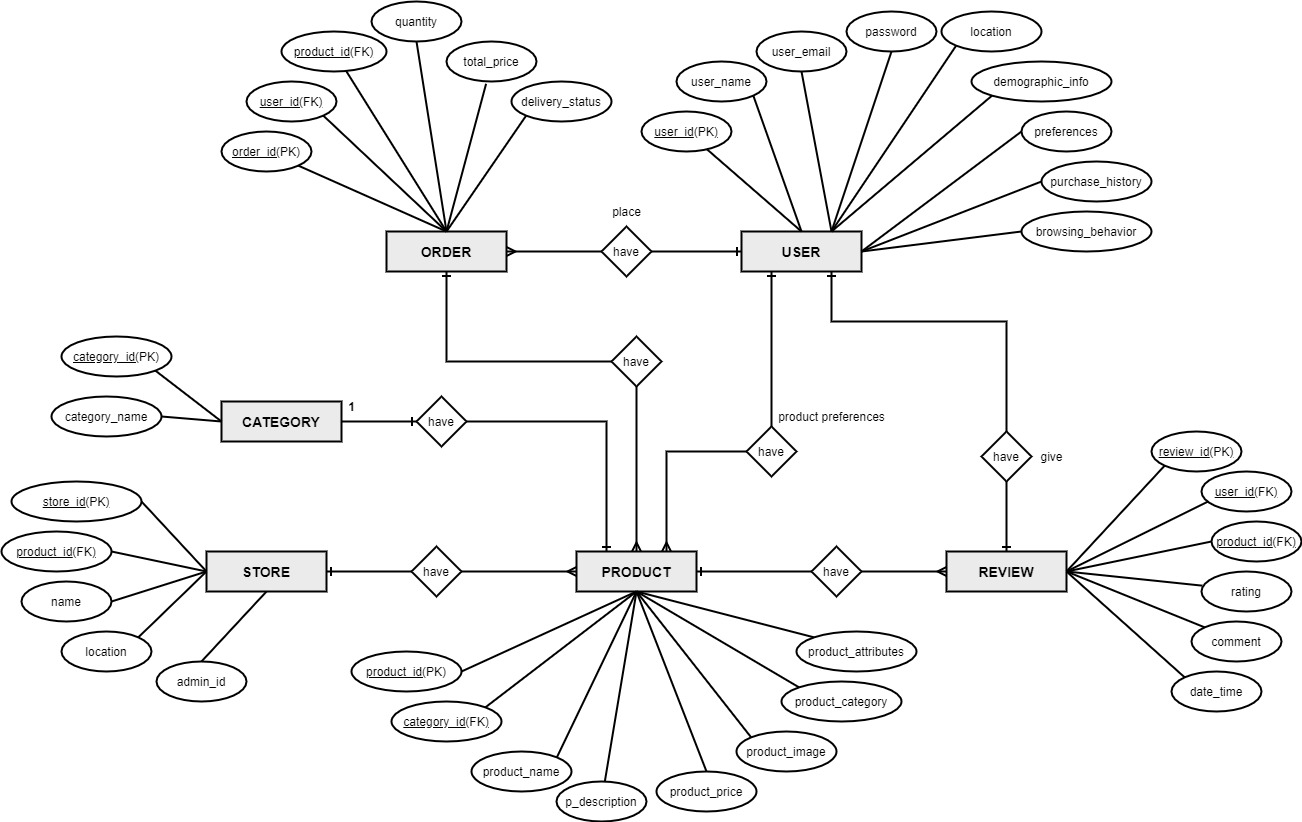 quantity
product_id(FK)
total_price
user_id(FK)
delivery_status
order_id(PK)
password
location
user_email
user_name
demographic_info
user_id(PK)
preferences
purchase_history
browsing_behavior
place
ORDER
have
USER
have
category_id(PK)
category_name
CATEGORY
1
have
product preferences
have
have
give
review_id(PK)
user_id(FK)
product_id(FK)
rating
comment
date_time
store_id(PK)
product_id(FK)
name
location
admin_id
STORE
have
PRODUCT
have
REVIEW
product_id(PK)
category_id(FK)
product_name
p_description
product_price
product_image
product_category
product_attributes